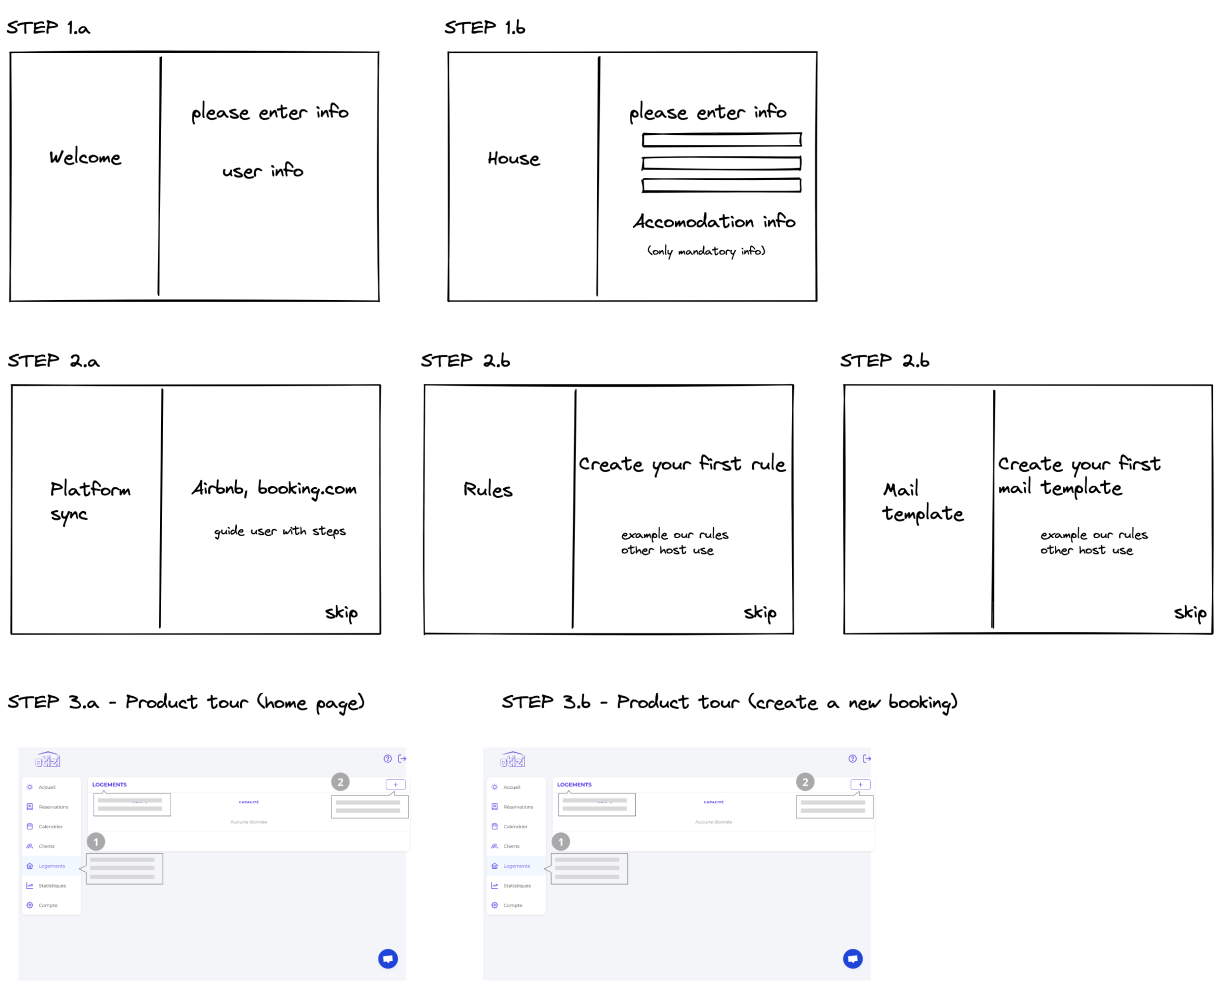 STEP 1.a
STEP 1.b
please enter info
Welcome
user info
please enter info
House
Accomodation info
(only mandatory info)
STEP 2.a
STEP 2.b
STEP 2.b
Platform
sync
Airbnb, booking.com
guide user with steps
skip
Create your first rule
Rules
example our rules
other host use
skip
Create your first
mail template
Mail
template
example our rules
other host use
skip
STEP 3.a - Product tour (home page)
STEP 3.b - Product tour (create a new booking)
otizi
LOGEMENTS
2
+
Accueil
CAPACITÉ
Réservations
Aucune donnée
Calendrier
1
Clients
Logements
Statistiques
Compte
otizi
LOGEMENTS
2
+
Accueil
CAPACITÉ
Réservations
Aucune donnée
Calendrier
1
Clients
Logements
Statistiques
Compte